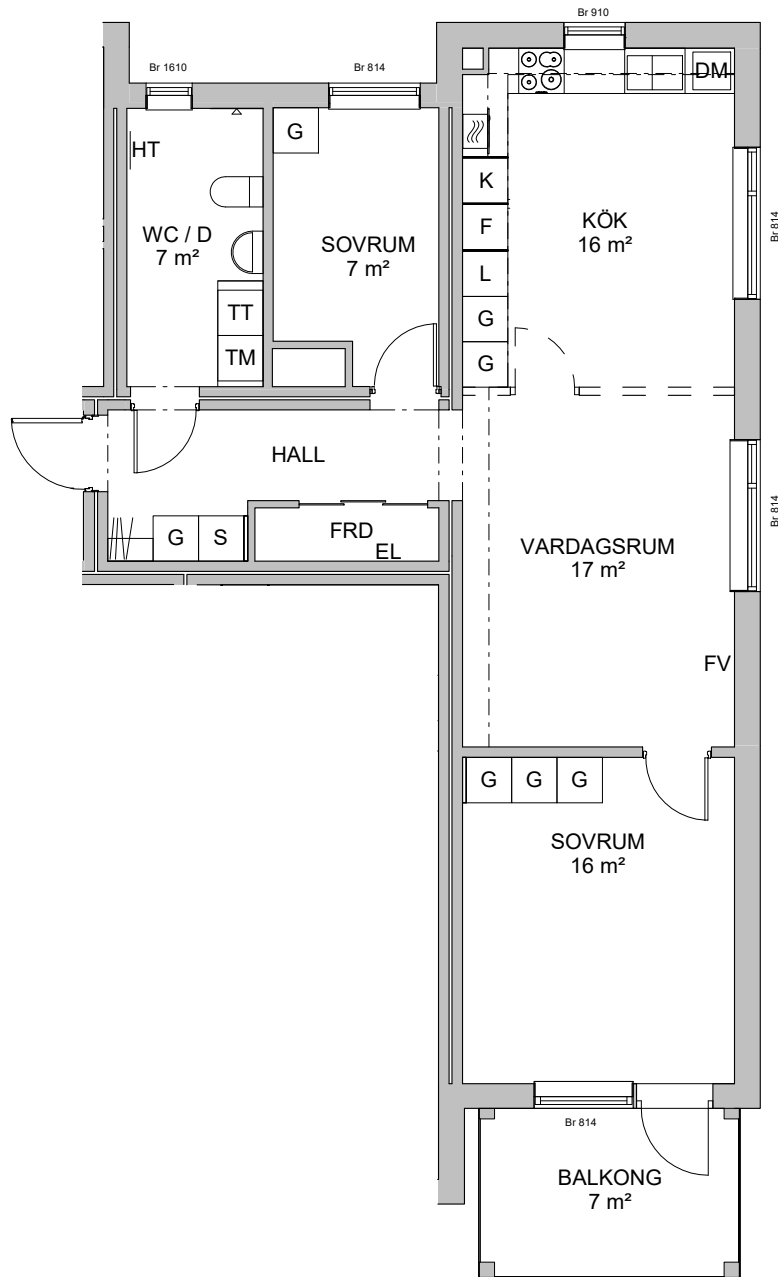 Br 910
Br 1610
Br 814
DM
G
HT
K
WC / D
7 m²
SOVRUM
7 m²
F
KÖK
16 m²
Br 814
L
TT
G
TM
G
HALL
Br 814
G
S
FRD
EL
VARDAGSRUM
17 m²
FV
G
G
G
SOVRUM
16 m²
Br 814
BALKONG
7 m²